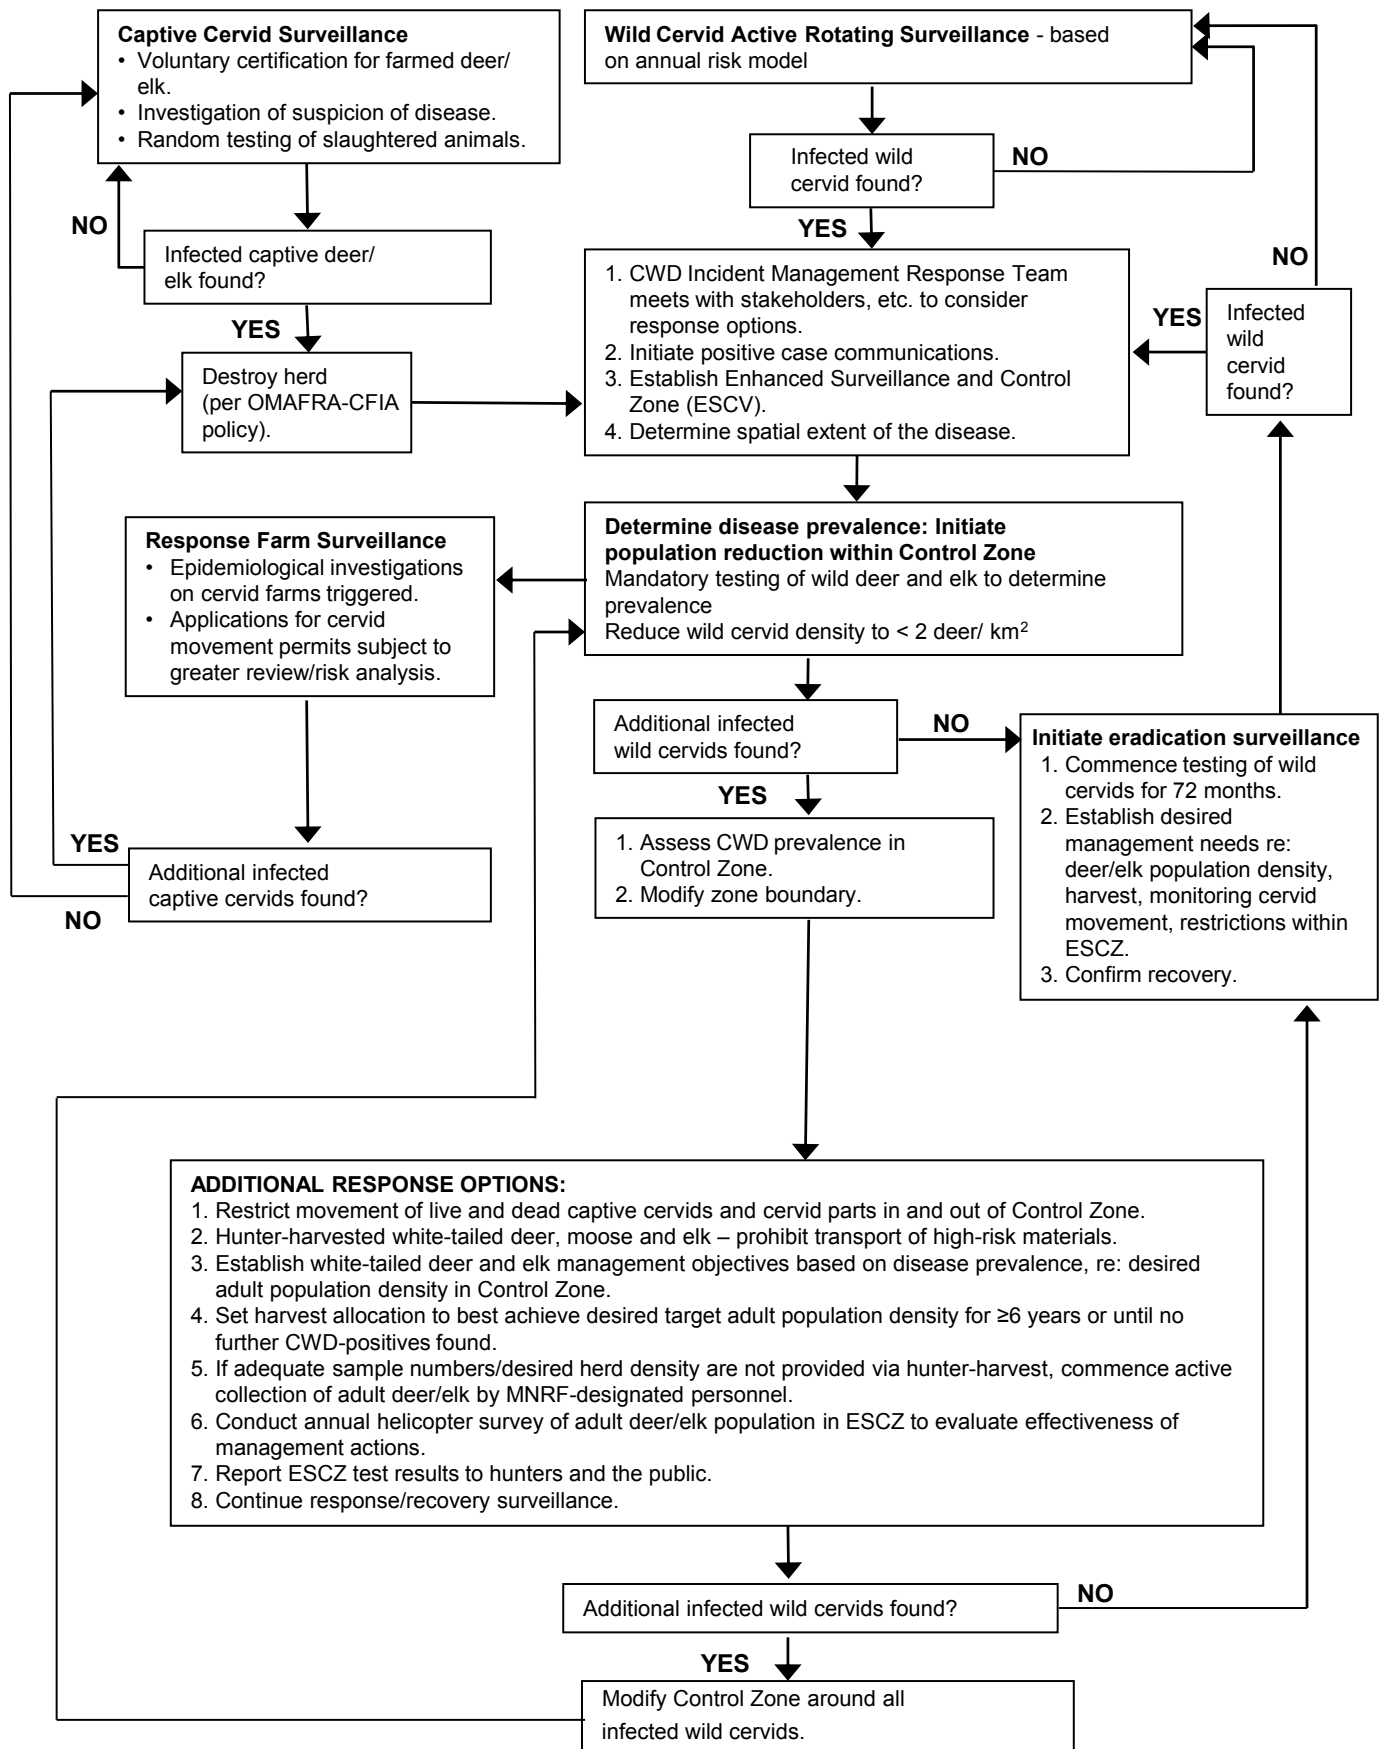 Captive Cervid Surveillance
• Voluntary certification for farmed deer/
elk.
• Investigation of suspicion of disease.
• Random testing of slaughtered animals.
Wild Cervid Active Rotating Surveillance - based
on annual risk model
Infected wild
cervid found?
NO
YES
NO
Infected captive deer/
elk found?
YES
Destroy herd
(per OMAFRA-CFIA
policy).
1. CWD Incident Management Response Team
meets with stakeholders, etc. to consider
response options.
2. Initiate positive case communications.
3. Establish Enhanced Surveillance and Control
Zone (ESCV).
4. Determine spatial extent of the disease.
NO
YES
Infected
wild
cervid
found?
Response Farm Surveillance
• Epidemiological investigations
on cervid farms triggered.
• Applications for cervid
movement permits subject to
greater review/risk analysis.
Determine disease prevalence: Initiate
population reduction within Control Zone
Mandatory testing of wild deer and elk to determine
prevalence
Reduce wild cervid density to < 2 deer/ km²
Additional infected
wild cervids found?
NO
YES
Initiate eradication surveillance
1. Commence testing of wild
cervids for 72 months.
2. Establish desired
management needs re:
deer/elk population density,
harvest, monitoring cervid
movement, restrictions within
ESCZ.
3. Confirm recovery.
1. Assess CWD prevalence in
Control Zone.
2. Modify zone boundary.
YES
Additional infected
captive cervids found?
NO
ADDITIONAL RESPONSE OPTIONS:
1. Restrict movement of live and dead captive cervids and cervid parts in and out of Control Zone.
2. Hunter-harvested white-tailed deer, moose and elk – prohibit transport of high-risk materials.
3. Establish white-tailed deer and elk management objectives based on disease prevalence, re: desired
adult population density in Control Zone.
4. Set harvest allocation to best achieve desired target adult population density for ≥6 years or until no
further CWD-positives found.
5. If adequate sample numbers/desired herd density are not provided via hunter-harvest, commence active
collection of adult deer/elk by MNRF-designated personnel.
6. Conduct annual helicopter survey of adult deer/elk population in ESCZ to evaluate effectiveness of
management actions.
7. Report ESCZ test results to hunters and the public.
8. Continue response/recovery surveillance.
Additional infected wild cervids found?
NO
YES
Modify Control Zone around all
infected wild cervids.